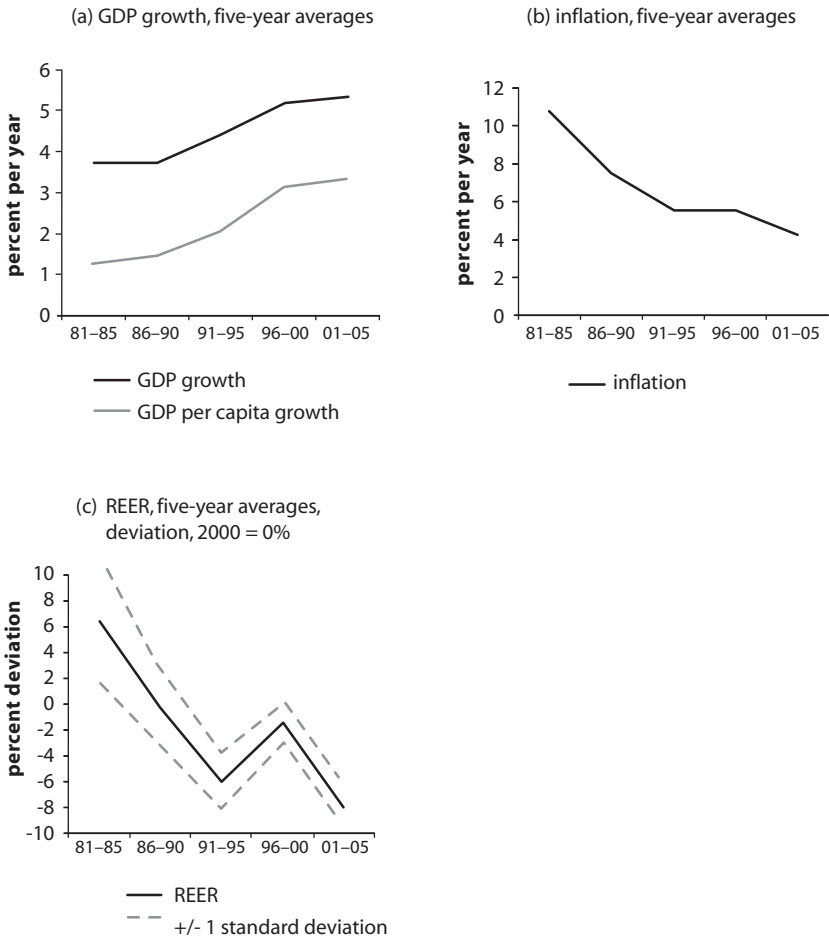 (a) GDP growth, five-year averages
percent per year
6
5
4
3
2
1
0
81–85 86–90 91–95 96–00 01–05
GDP growth
GDP per capita growth
(b) inflation, five-year averages
percent per year
12
10
8
6
4
2
0
81–85 86–90 91–95 96–00 01–05
inflation
(c) REER, five-year averages,
deviation, 2000 = 0%
percent deviation
10
8
6
4
2
0
-2
-4
-6
-8
-10
81–85 86–90 91–95 96–00 01–05
REER
+/- 1 standard deviation